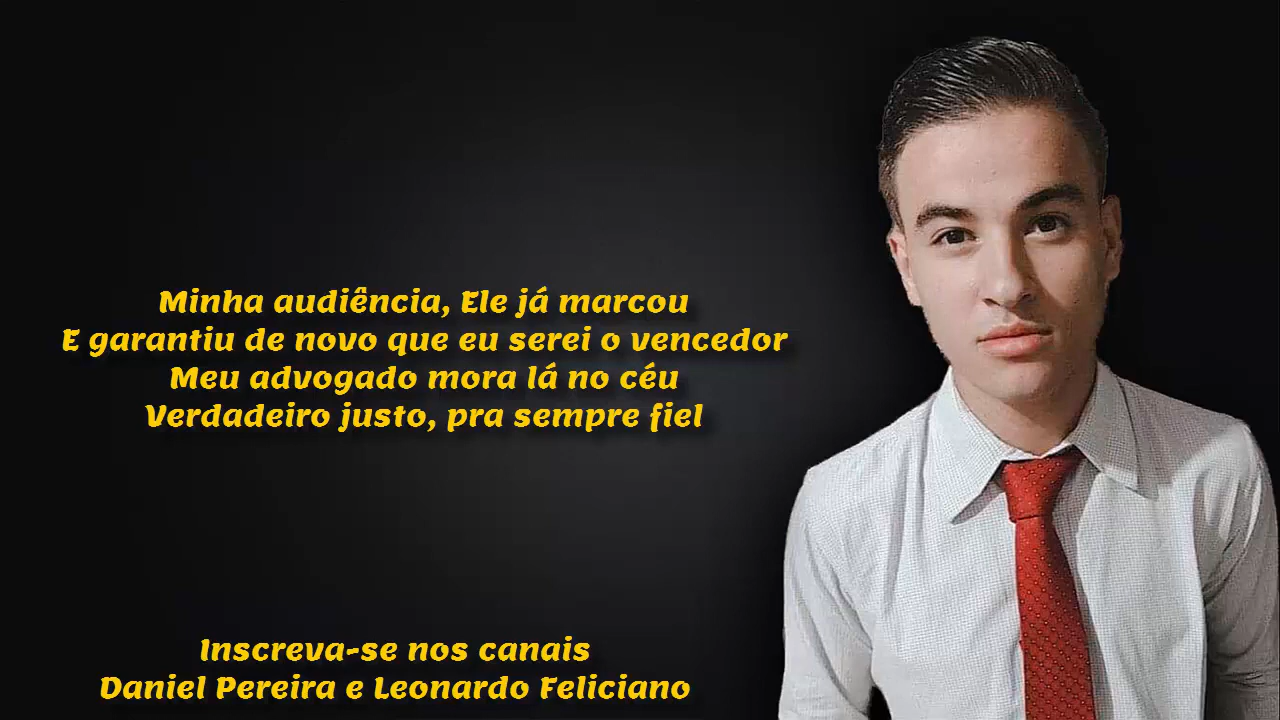 Minha audiência, Ele já marcou
E garantiu de novo que eu serei o vencedor
Meu advogado mora lá no céu
Verdadeiro justo, pra sempre fiel
Inscreva-se nos canais
Daniel Pereira e Leonardo Feliciano